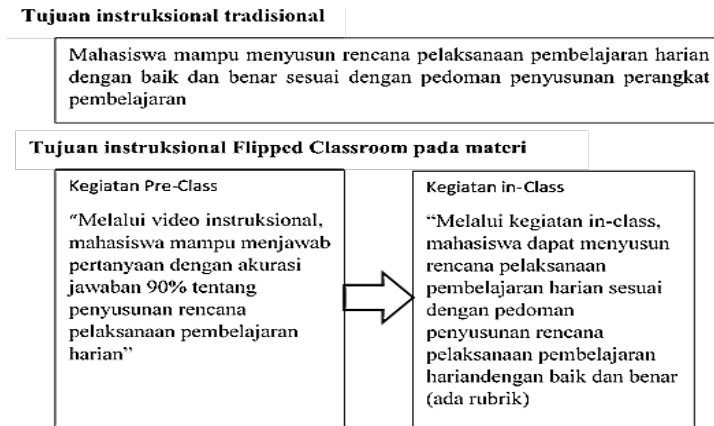 Tujuan instruksional tradisional
Mahasiswa mampu menyusun rencana pelaksanaan pembelajaran harian
dengan baik dan benar sesuai dengan pedoman penyusunan perangkat
pembelajaran
Tujuan instruksional Flipped Classroom pada materi
Kegiatan Pre-Class
“Melalui video instruksional,
mahasiswa mampu menjawab
pertanyaan dengan akurasi
jawaban 90% tentang
penyusunan rencana
pelaksanaan pembelajaran
harian”
Kegiatan in-Class
“Melalui kegiatan in-class,
mahasiswa dapat menyusun
rencana pelaksanaan
pembelajaran harian sesuai
dengan pedoman
penyusunan rencana
pelaksanaan pembelajaran
hariandengan baik dan benar
(ada rubrik)